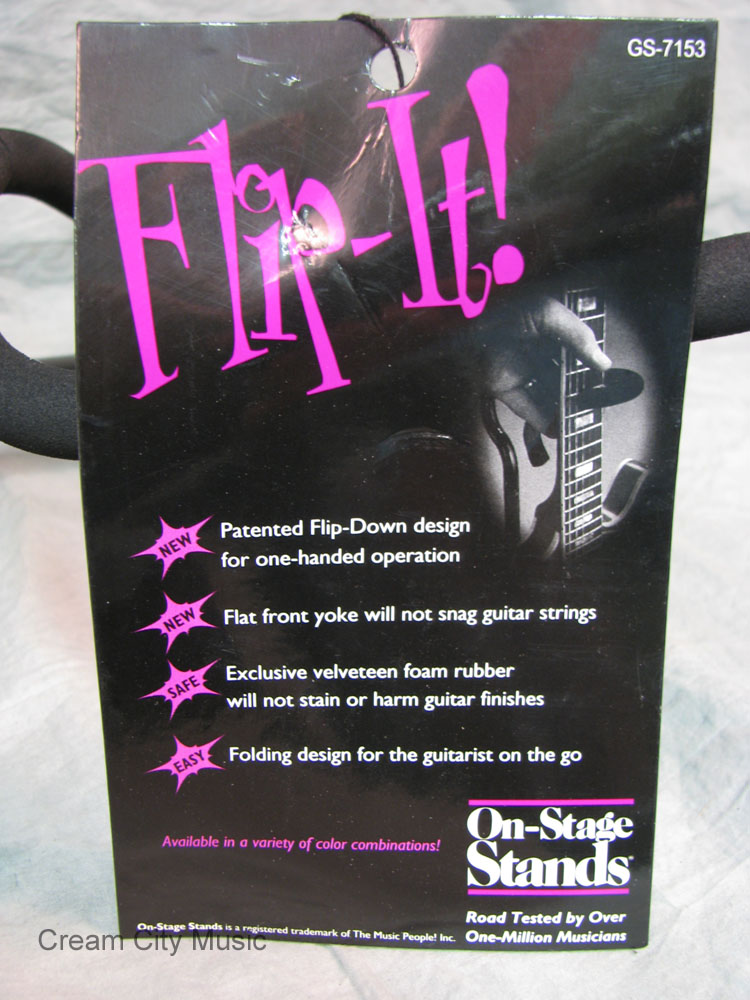 GS-7153
Flip-It!
NEW
Patented Flip-Down design
for one-handed operation
NEW
Flat front yoke will not snag guitar strings
SAFE
Exclusive velveteen foam rubber
will not stain or harm guitar finishes
EASY
Folding design for the guitarist on the go
Available in a variety of color combinations!
On-Stage
Stands®
Road Tested by Over
One-Million Musicians
On-Stage Stands is a registered trademark of The Music People! Inc.
Cream City Music